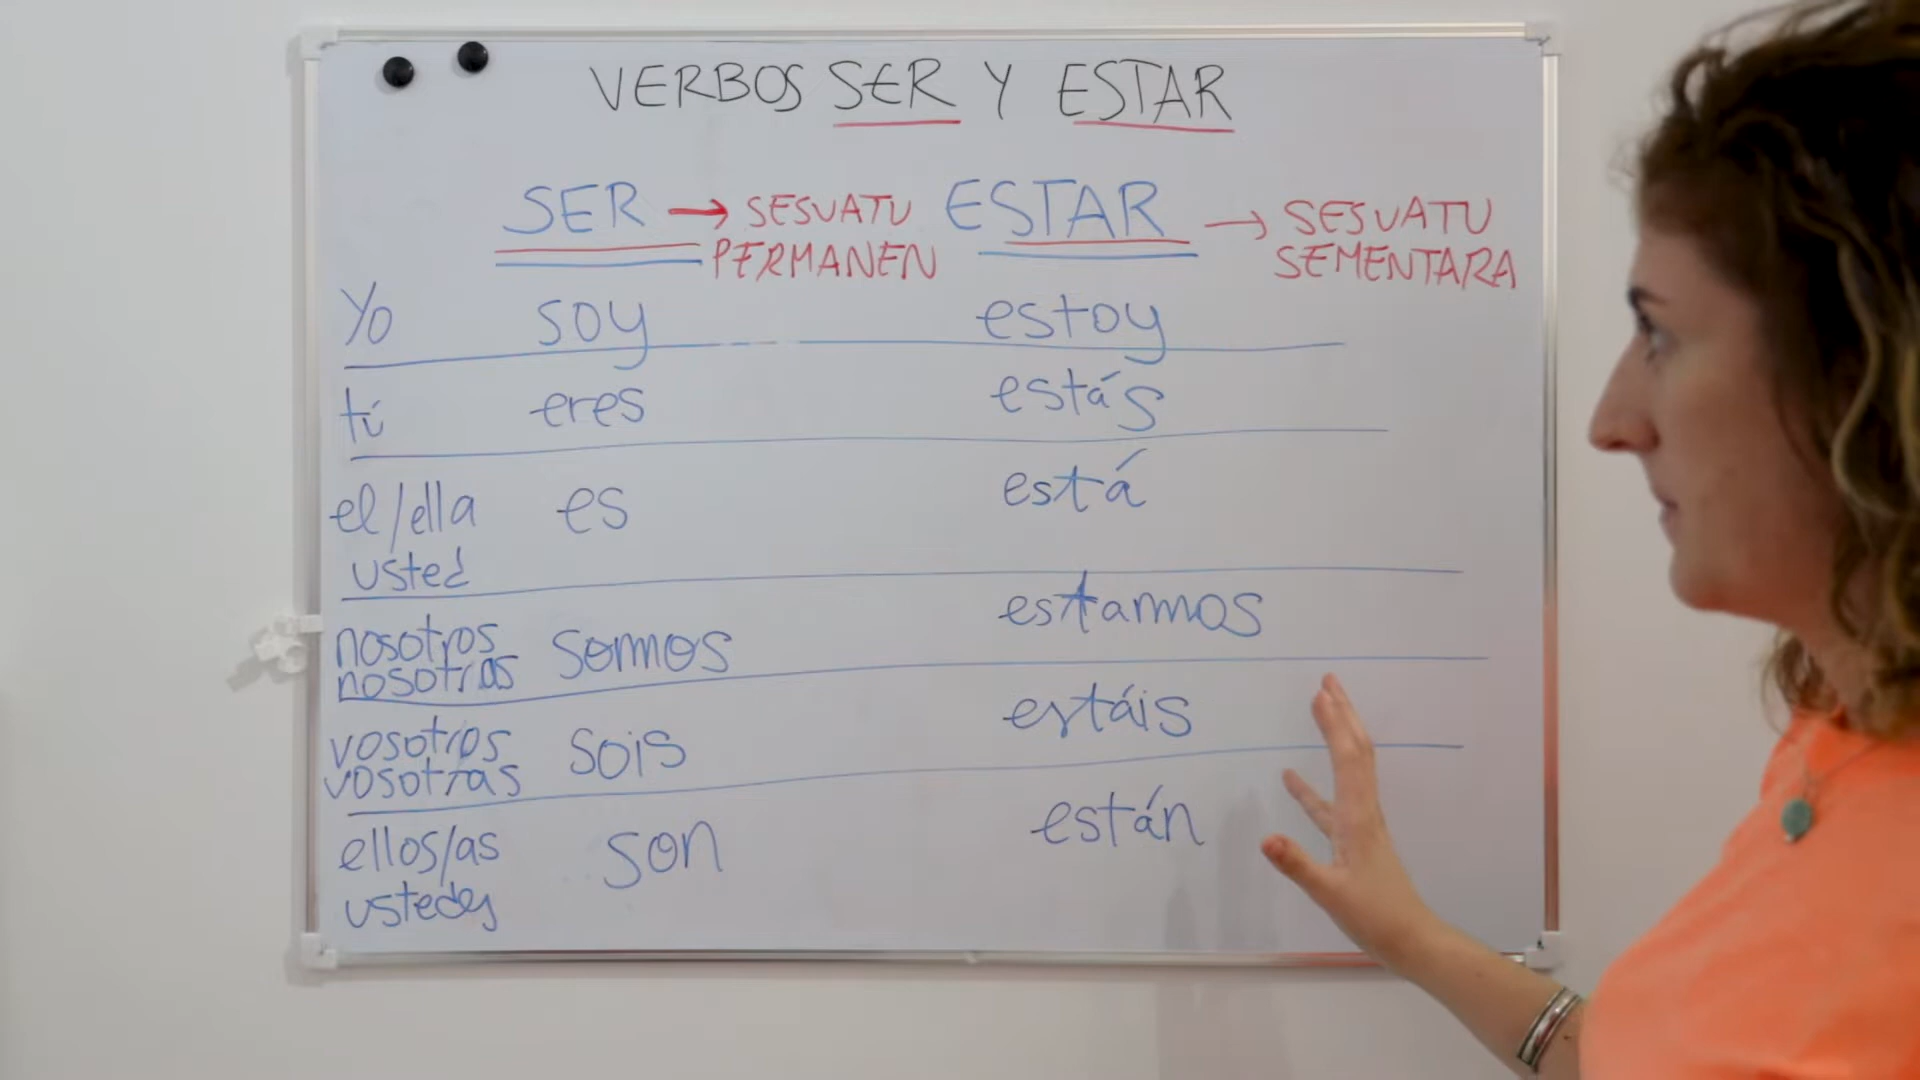 VERBOS SER Y ESTAR
SER → SESUATU PERMANEN
ESTAR → SESUATU SEMENTARA
Yo soy estoy
tú eres estás
el/ella usted es está
nosotros nosotras somos estamos
vosotros vosotras sois estáis
ellos/as ustedes son están